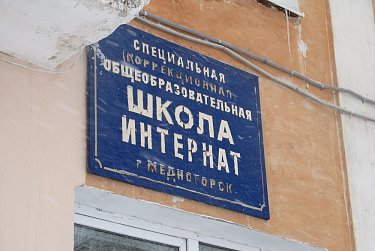 СПЕЦИАЛЬНАЯ
(КОРРЕКЦИОННАЯ)
ОБЩЕОБРАЗОВАТЕЛЬНАЯ
ШКОЛА
ИНТЕРНАТ
г. МЕДНОГОРСК.